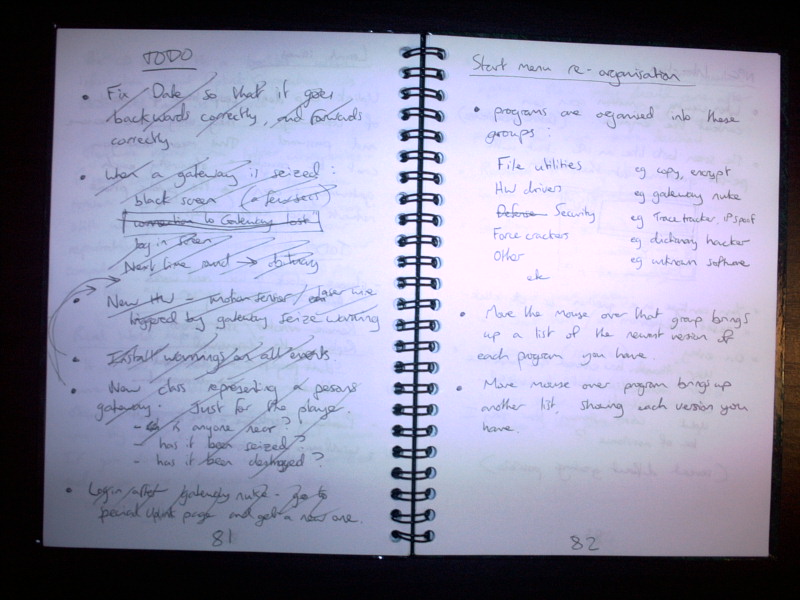 TODO
• Fix Date so that it goes
backwards correctly, and forwards
correctly
• When a gateway is seized :
black screen (a few secs)
connection to Gateway lost
log in screen
Next time round → obituary
• New HW - motion sensor / laser wire
triggered by gateway seize warning
• Install warnings on all events
• New class representing a persons
gateway. Just for the player.
- is anyone near?
- has it been seized?
- has it been destroyed?
• Login after gateway nuke - go to
special Uplink page and get a new one.
81
Start menu re-organisation
• programs are organised into these
groups :
File utilities eg copy, encrypt
HW drivers eg gateway nuke
Defense Security eg Trace tracker, IP spoof
Force crackers eg dictionary hacker
Other eg unknown software
etc
• Move the mouse over that group brings
up a list of the newest version of
each program you have.
• Move mouse over program brings up
another list, showing each version you
have.
82